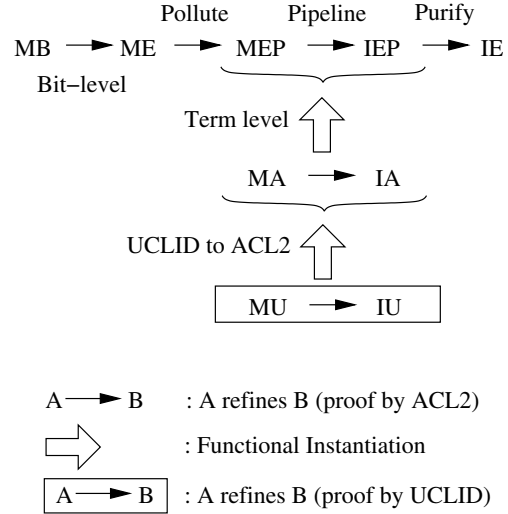 Pollute Pipeline Purify
MB ME MEP IEP IE
Bit−level
Term level
MA IA
UCLID to ACL2
MU IU
A B : A refines B (proof by ACL2)
: Functional Instantiation
A B : A refines B (proof by UCLID)